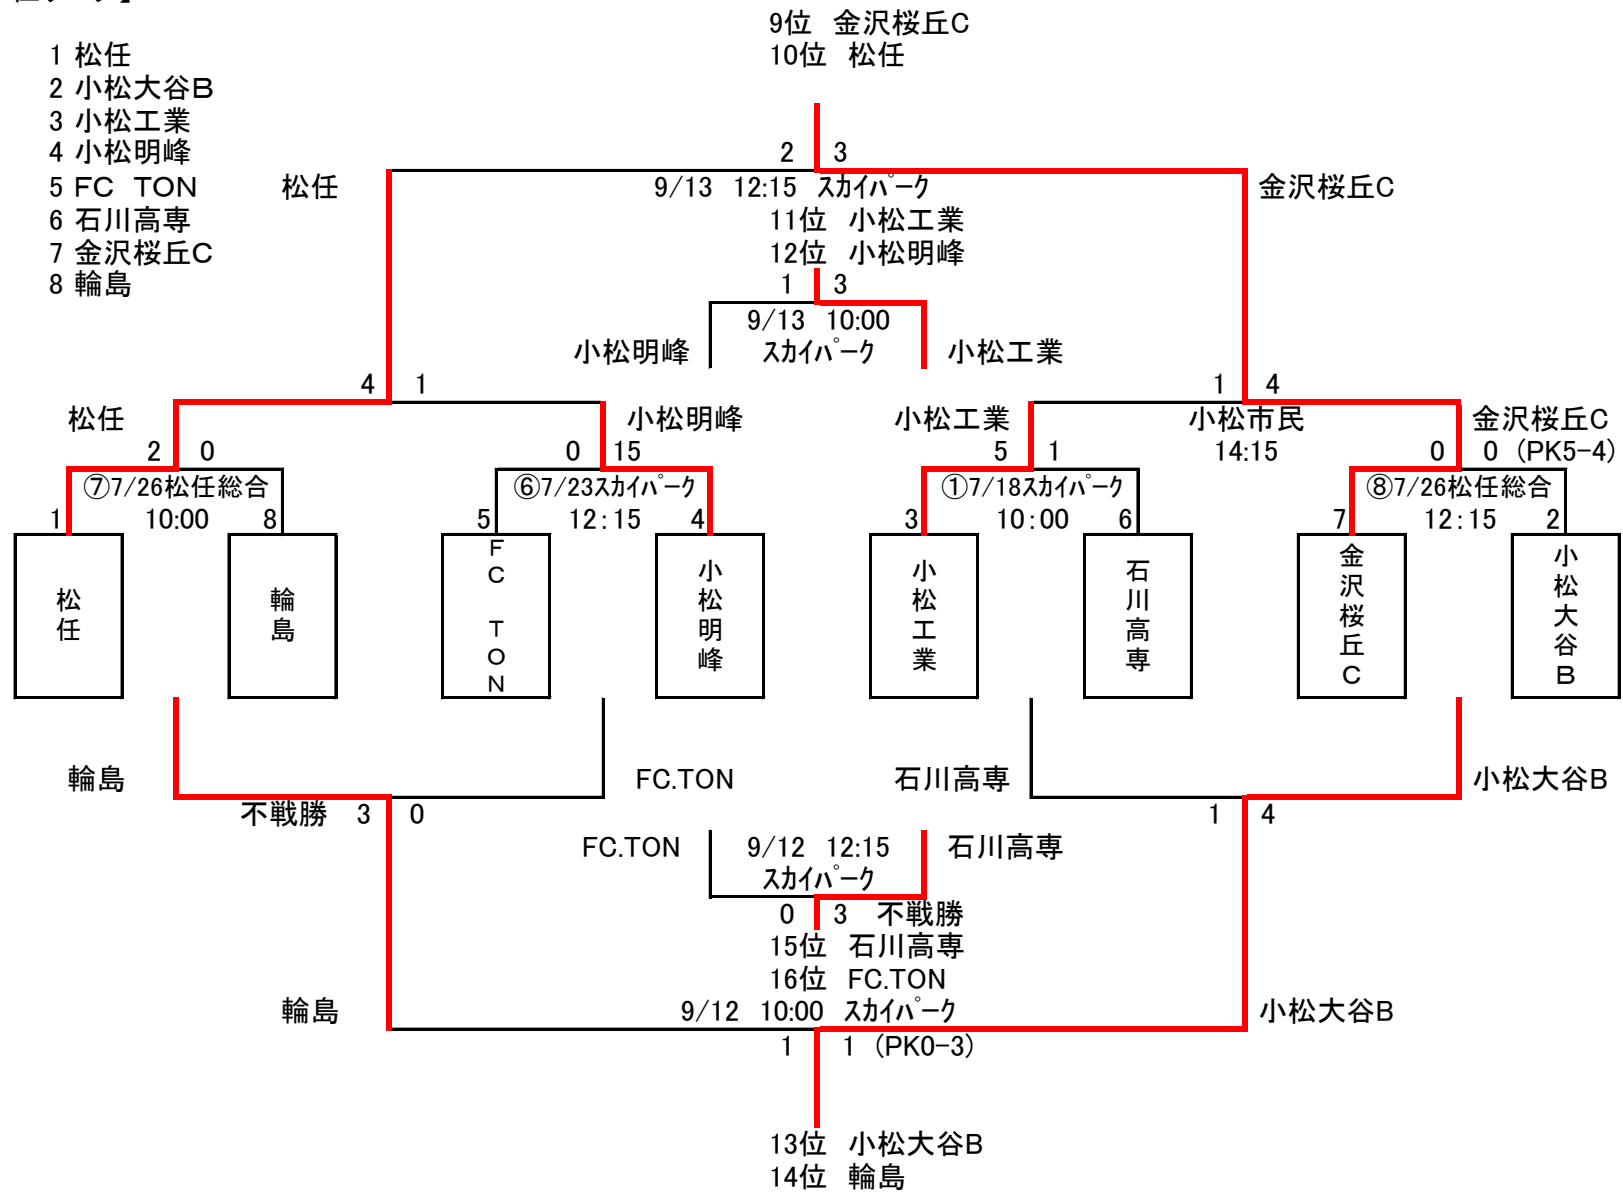 9位 金沢桜丘C
10位 松任
1 松任
2 小松大谷B
3 小松工業
4 小松明峰
5 FC TON
6 石川高専
7 金沢桜丘C
8 輪島
2 3
松任
9/13 12:15 スカイパーク
金沢桜丘C
11位 小松工業
12位 小松明峰
1 3
9/13 10:00
スカイパーク
小松明峰
小松工業
4 1
1 4
松任
小松明峰
小松工業
小松市民
14:15
金沢桜丘C
2 0
0 15
5 1
0 0 (PK5-4)
⑦7/26松任総合
10:00
⑥7/23スカイパーク
12:15
①7/18スカイパーク
10:00
⑧7/26松任総合
12:15
1 8 5 4 3 6 7 2
松任
輪島
FC TON
小松明峰
小松工業
石川高専
金沢桜丘C
小松大谷B
輪島
FC.TON
石川高専
小松大谷B
不戦勝 3 0
1 4
FC.TON
9/12 12:15
スカイパーク
石川高専
0 3 不戦勝
15位 石川高専
16位 FC.TON
輪島
9/12 10:00 スカイパーク
小松大谷B
1 1 (PK0-3)
13位 小松大谷B
14位 輪島